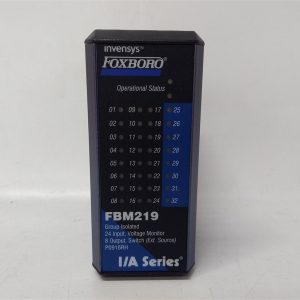 invensys™
FOXBORO®
Operational Status
01 09 17 25
02 10 18 26
03 11 19 27
04 12 20 28
05 13 21 29
06 14 22 30
07 15 23 31
08 16 24 32
FBM219
Group Isolated
24 Input, Voltage Monitor
8 Output, Switch (Ext. Source)
P0916RH
I/A Series®